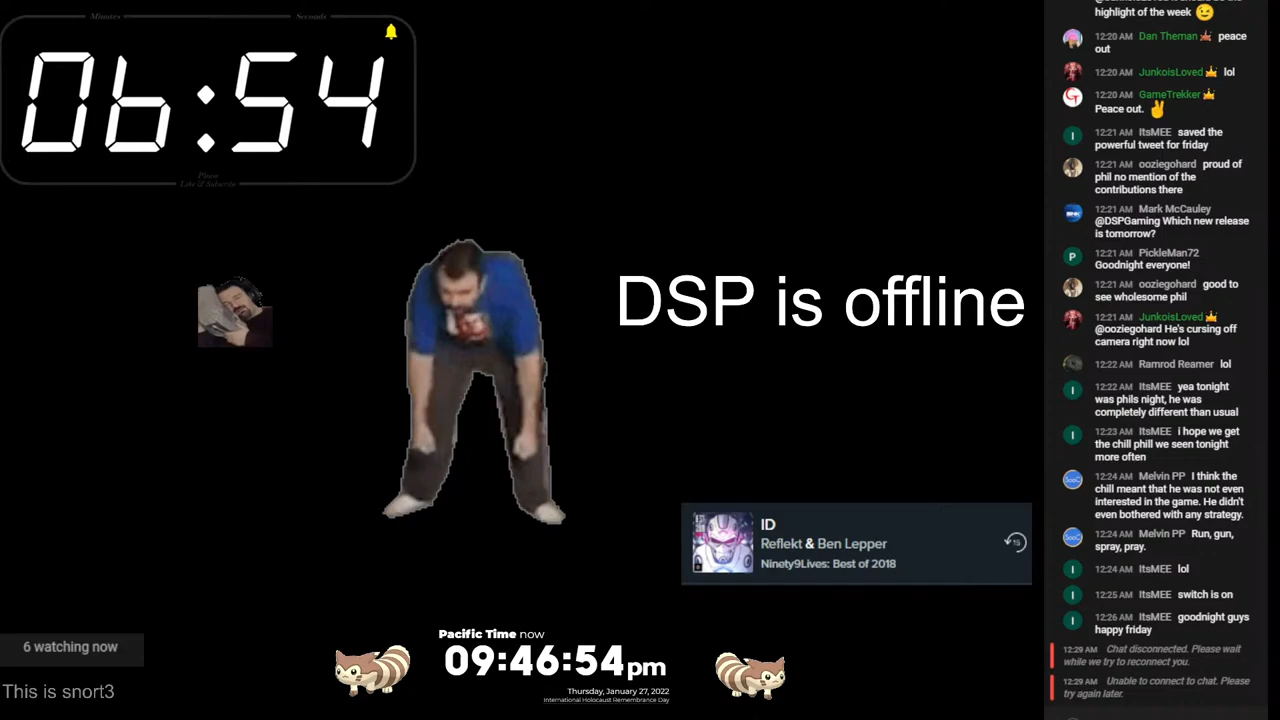 Minutes
Seconds
06:54
Please
Like & Subscribe
DSP is offline
ID
Reflekt & Ben Lepper
Ninety9Lives: Best of 2018
15
6 watching now
This is snort3
Pacific Time now
09:46:54pm
Thursday, January 27, 2022
International Holocaust Remembrance Day
highlight of the week 😉
12:20 AM Dan Theman peace
out
12:20 AM JunkoisLoved lol
12:20 AM GameTrekker
Peace out. ✌
12:21 AM ItsMEE saved the
powerful tweet for friday
12:21 AM ooziegohard proud of
phil no mention of the
contributions there
12:21 AM Mark McCauley
@DSPGaming Which new release
is tomorrow?
12:21 AM PickleMan72
Goodnight everyone!
12:21 AM ooziegohard good to
see wholesome phil
12:21 AM JunkoisLoved
@ooziegohard He's cursing off
camera right now lol
12:22 AM Ramrod Reamer lol
12:22 AM ItsMEE yea tonight
was phils night, he was
completely different than usual
12:23 AM ItsMEE i hope we get
the chill phill we seen tonight
more often
12:24 AM Melvin PP I think the
chill meant that he was not even
interested in the game. He didn't
even bothered with any strategy.
12:24 AM Melvin PP Run, gun,
spray, pray.
12:24 AM ItsMEE lol
12:25 AM ItsMEE switch is on
12:26 AM ItsMEE goodnight guys
happy friday
12:29 AM Chat disconnected. Please wait
while we try to reconnect you.
12:29 AM Unable to connect to chat. Please
try again later.